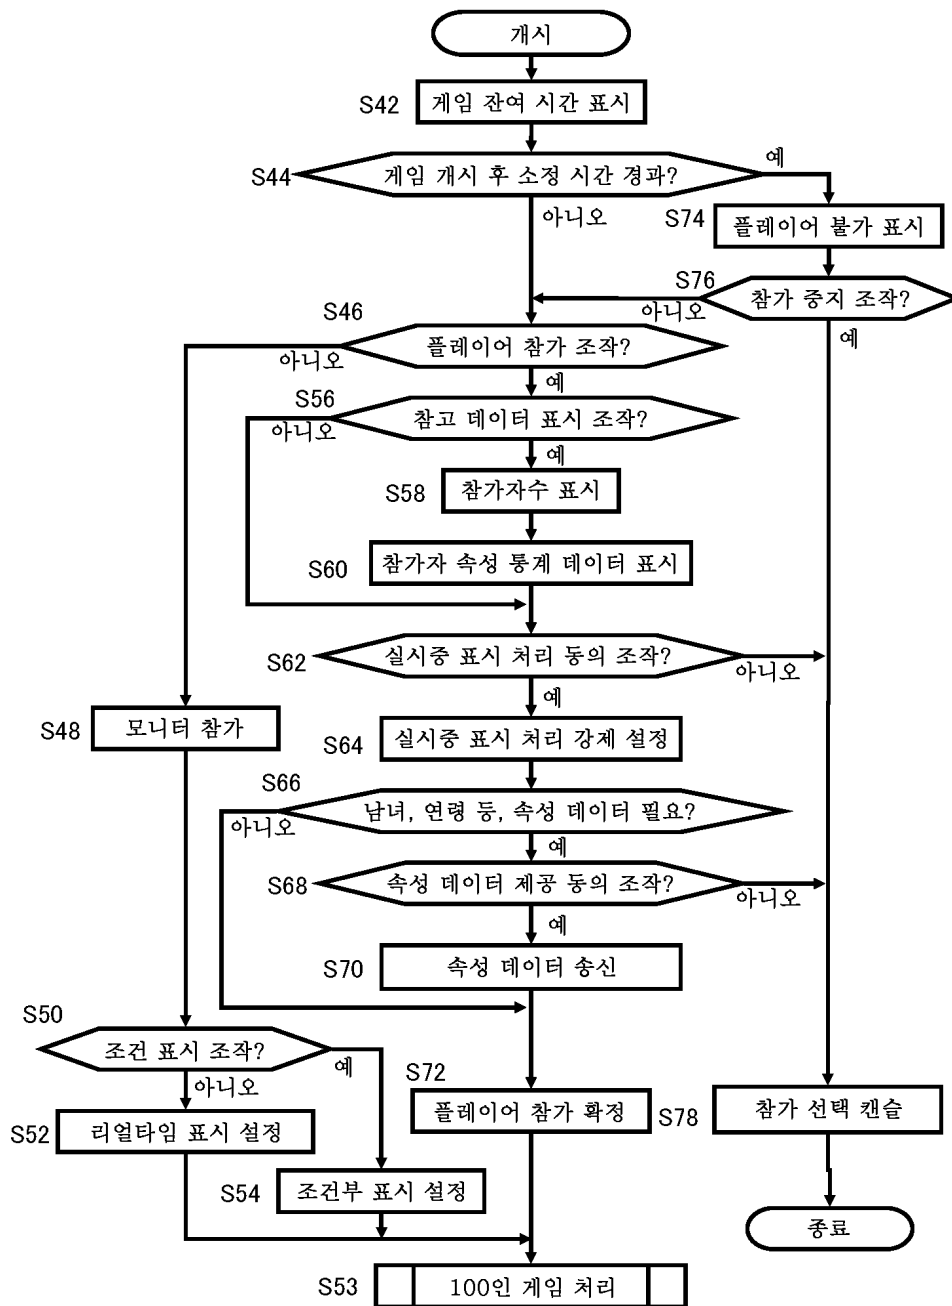 개시
S42
게임 잔여 시간 표시
S44
게임 개시 후 소정 시간 경과?
예
아니오
S74
플레이어 불가 표시
S76
참가 중지 조작?
아니오
예
S46
플레이어 참가 조작?
아니오
예
S56
참고 데이터 표시 조작?
아니오
예
S58
참가자수 표시
S60
참가자 속성 통계 데이터 표시
S62
실시중 표시 처리 동의 조작?
아니오
예
S48
모니터 참가
S64
실시중 표시 처리 강제 설정
S66
남녀, 연령 등, 속성 데이터 필요?
아니오
예
S68
속성 데이터 제공 동의 조작?
아니오
예
S70
속성 데이터 송신
S50
조건 표시 조작?
예
아니오
S72
플레이어 참가 확정
S78
참가 선택 캔슬
S52
리얼타임 표시 설정
S54
조건부 표시 설정
종료
S53
100인 게임 처리